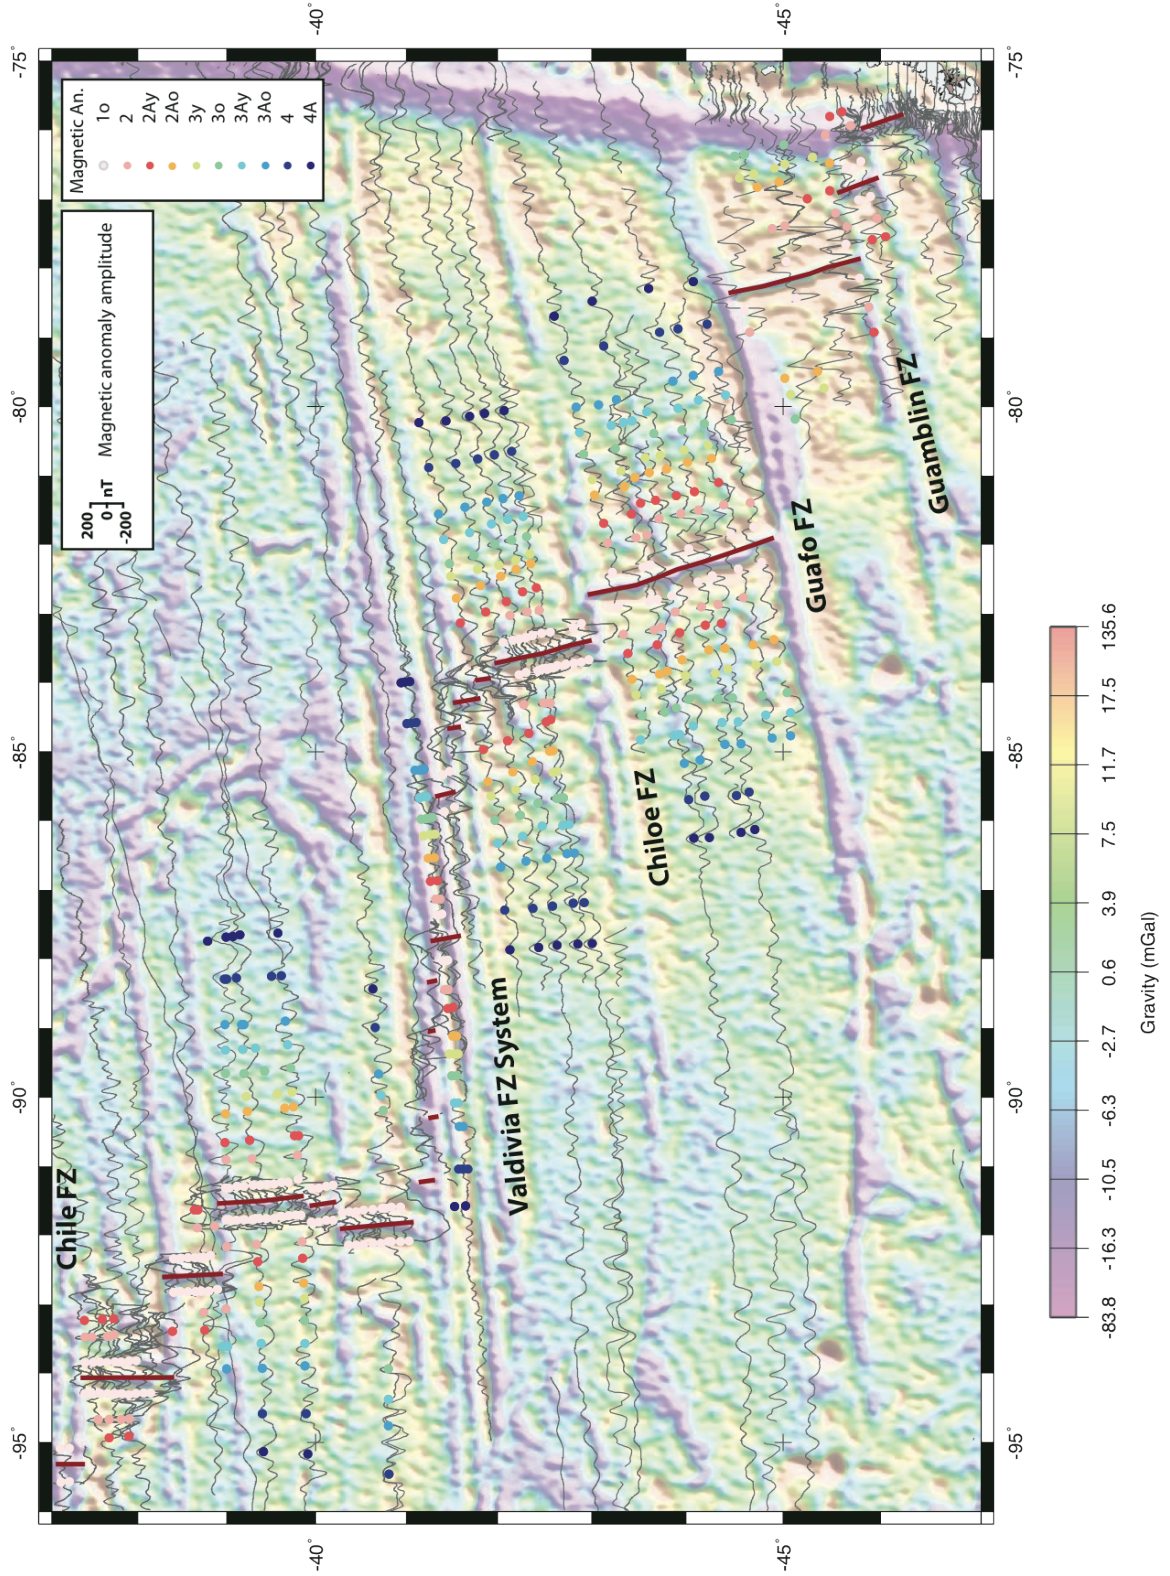 -75°
-80°
-85°
-90°
-95°
-40°
-45°
-75°
-80°
-85°
-90°
-95°
-40°
-45°
Magnetic An.
1o
2
2Ay
2Ao
3y
3o
3Ay
3Ao
4
4A
200
0
-200
nT
Magnetic anomaly amplitude
Chile FZ
Valdivia FZ System
Chiloe FZ
Guafo FZ
Guamblin FZ
-83.8
-16.3
-10.5
-6.3
-2.7
0.6
3.9
7.5
11.7
17.5
135.6
Gravity (mGal)